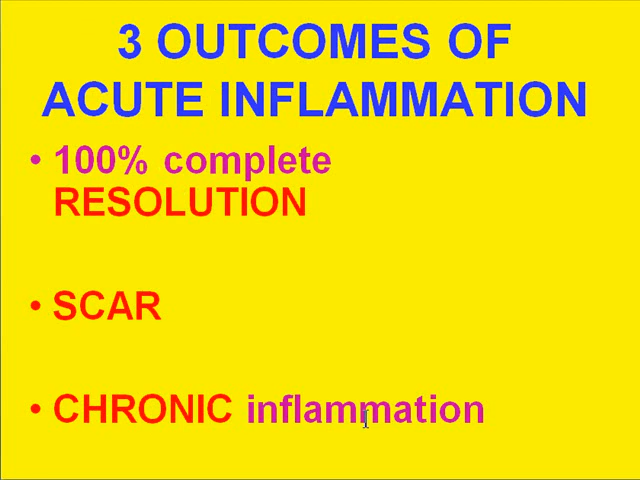 3 OUTCOMES OF
ACUTE INFLAMMATION
• 100% complete
RESOLUTION
• SCAR
• CHRONIC inflammation